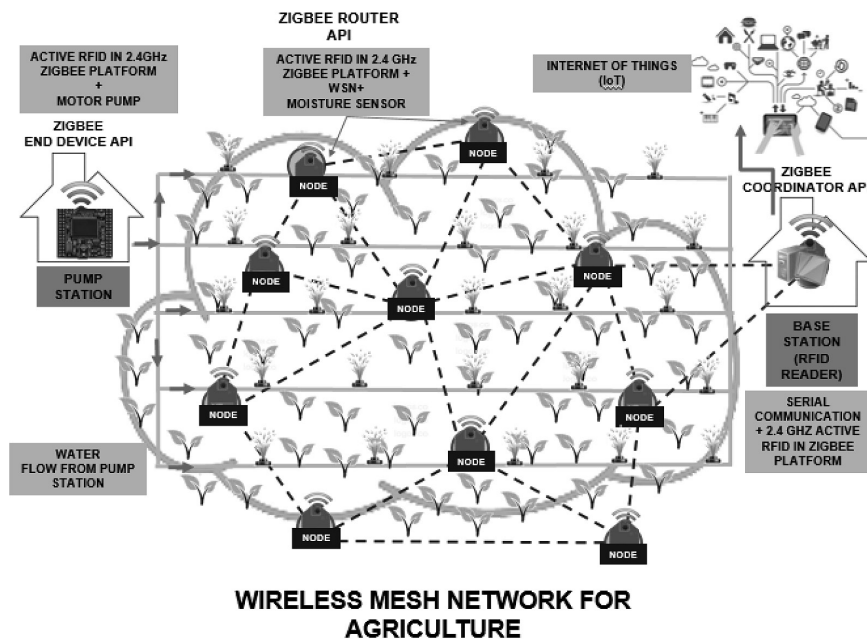 ZIGBEE ROUTER
API
ACTIVE RFID IN 2.4GHz
ZIGBEE PLATFORM
+
MOTOR PUMP
ACTIVE RFID IN 2.4 GHz
ZIGBEE PLATFORM +
WSN+
MOISTURE SENSOR
INTERNET OF THINGS
(IoT)
ZIGBEE
END DEVICE API
ZIGBEE
COORDINATOR AP
NODE
NODE
NODE
NODE
NODE
NODE
NODE
NODE
NODE
NODE
PUMP
STATION
BASE
STATION
(RFID
READER)
SERIAL
COMMUNICATION
+ 2.4 GHZ ACTIVE
RFID IN ZIGBEE
PLATFORM
WATER
FLOW FROM PUMP
STATION
WIRELESS MESH NETWORK FOR
AGRICULTURE